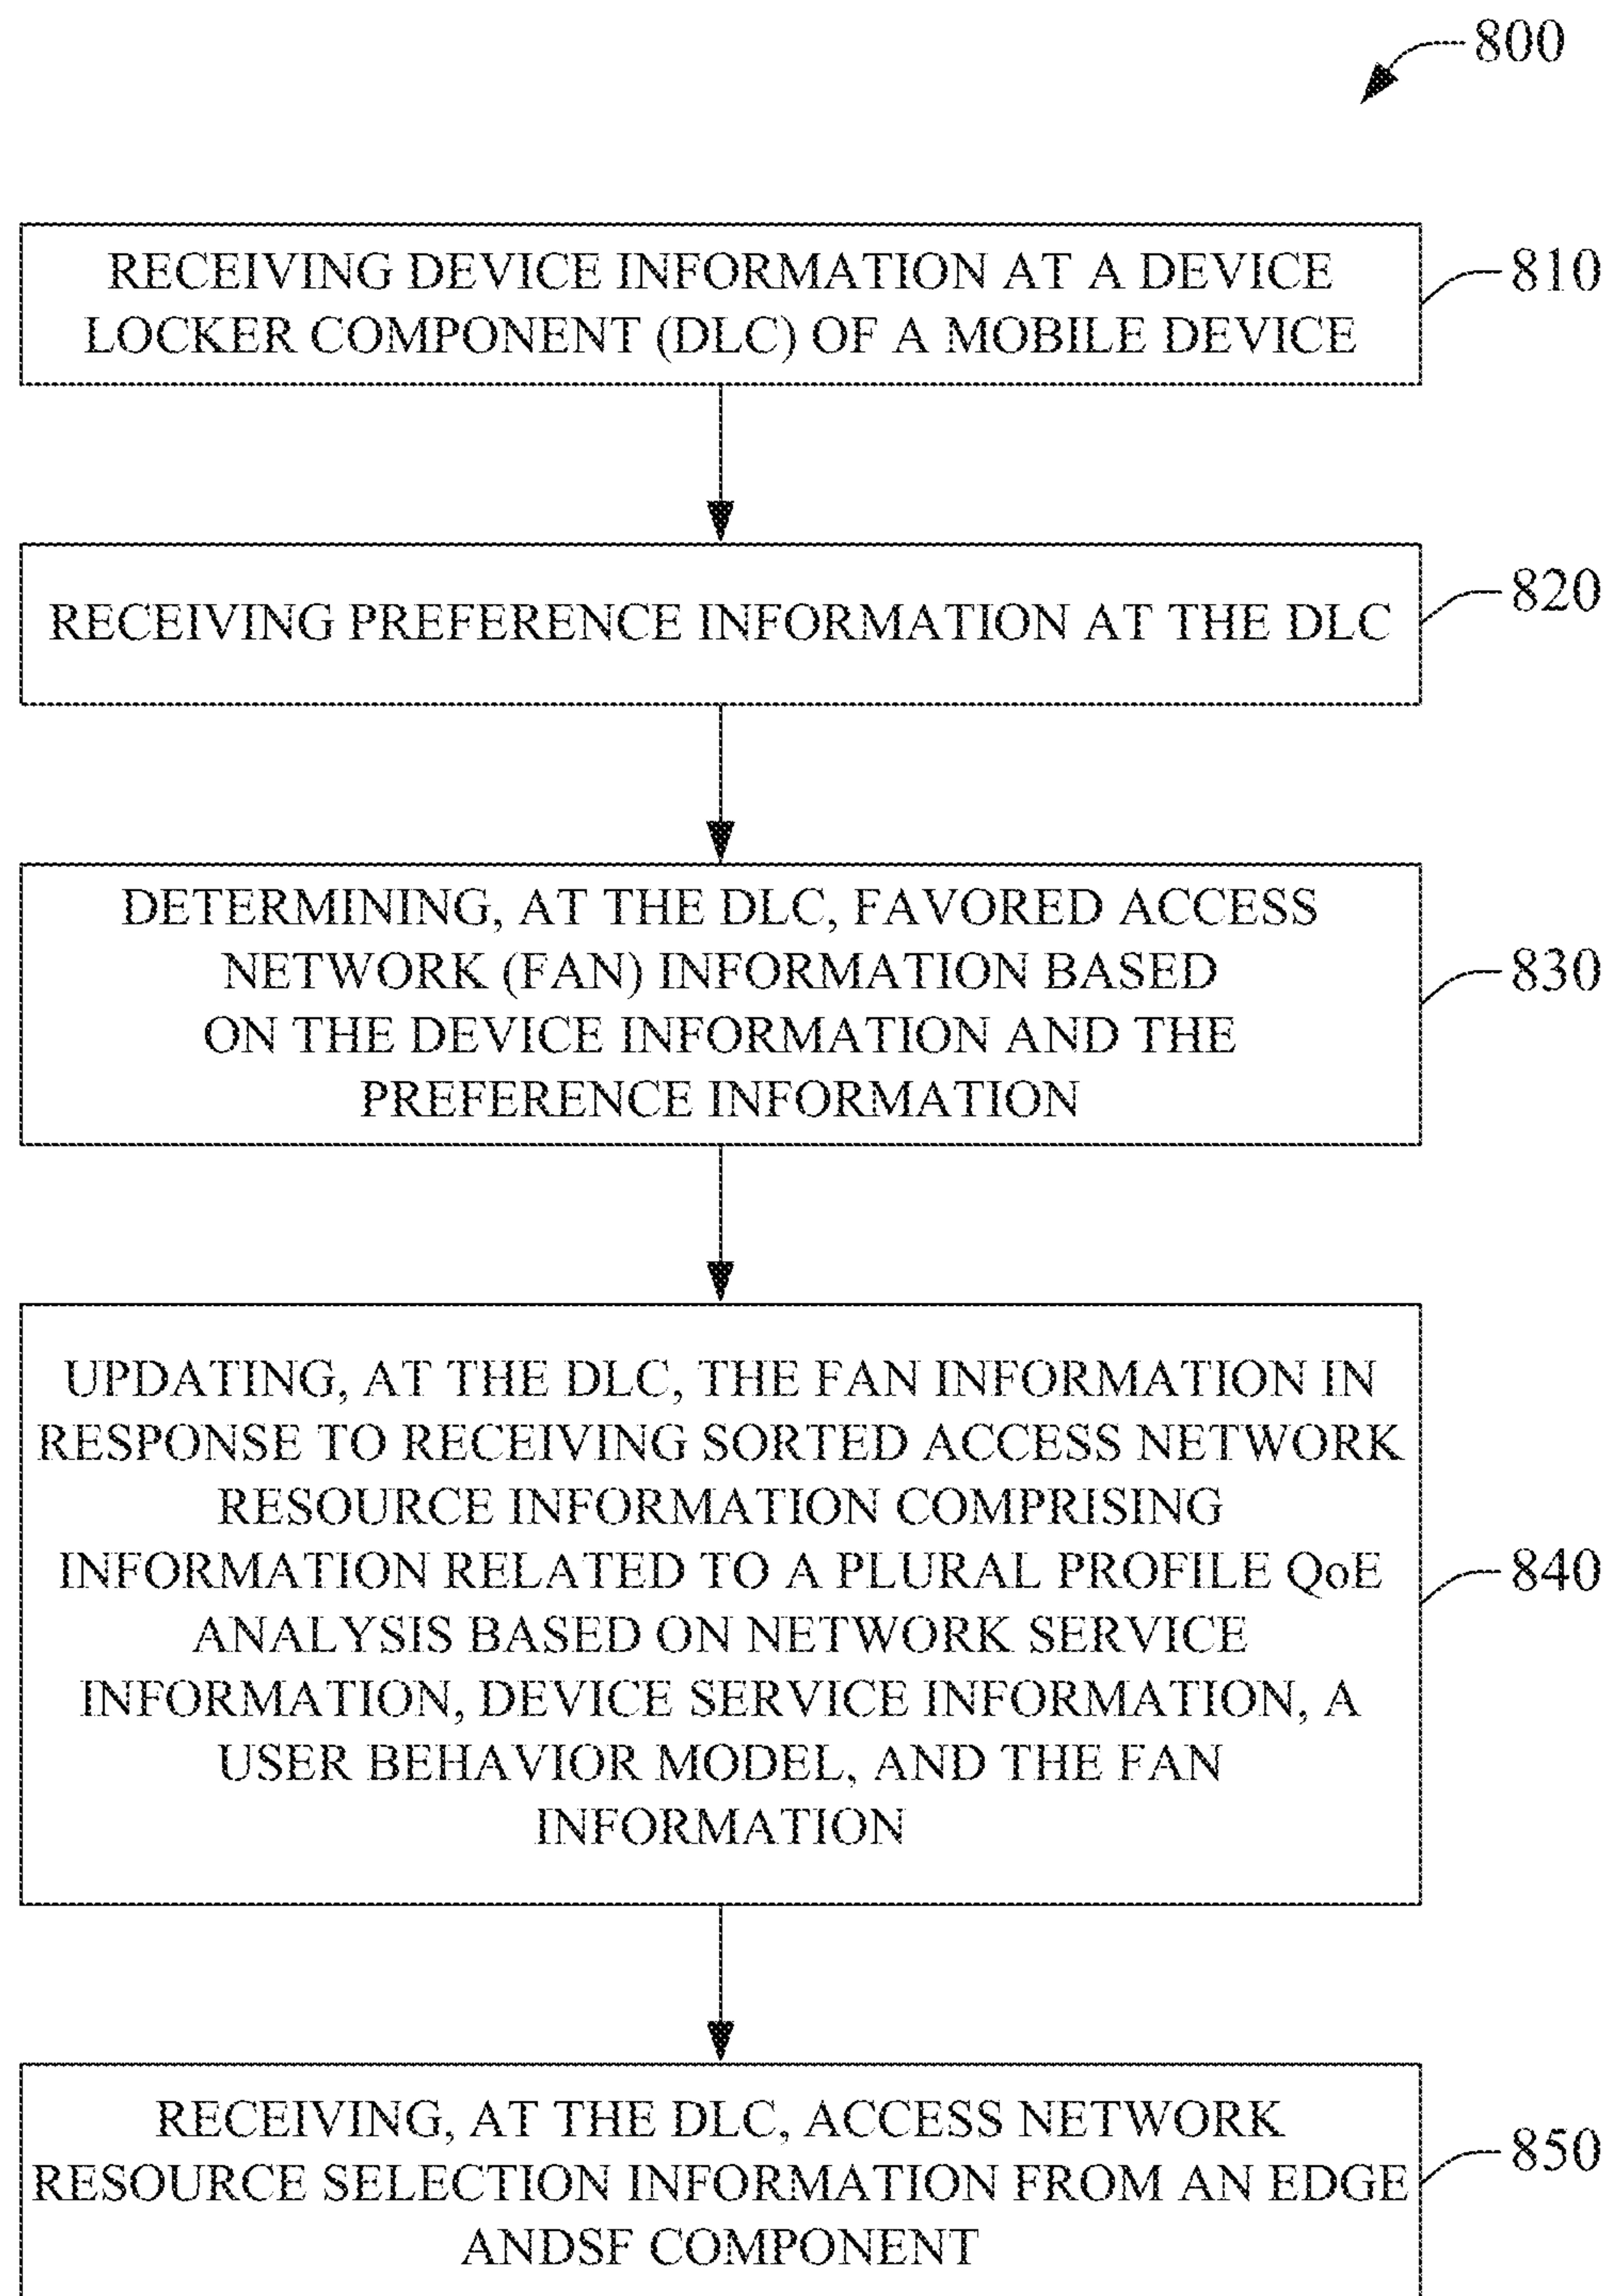 800
RECEIVING DEVICE INFORMATION AT A DEVICE
LOCKER COMPONENT (DLC) OF A MOBILE DEVICE
810
RECEIVING PREFERENCE INFORMATION AT THE DLC
820
DETERMINING, AT THE DLC, FAVORED ACCESS
NETWORK (FAN) INFORMATION BASED
ON THE DEVICE INFORMATION AND THE
PREFERENCE INFORMATION
830
UPDATING, AT THE DLC, THE FAN INFORMATION IN
RESPONSE TO RECEIVING SORTED ACCESS NETWORK
RESOURCE INFORMATION COMPRISING
INFORMATION RELATED TO A PLURAL PROFILE QoE
ANALYSIS BASED ON NETWORK SERVICE
INFORMATION, DEVICE SERVICE INFORMATION, A
USER BEHAVIOR MODEL, AND THE FAN
INFORMATION
840
RECEIVING, AT THE DLC, ACCESS NETWORK
RESOURCE SELECTION INFORMATION FROM AN EDGE
ANDSF COMPONENT
850